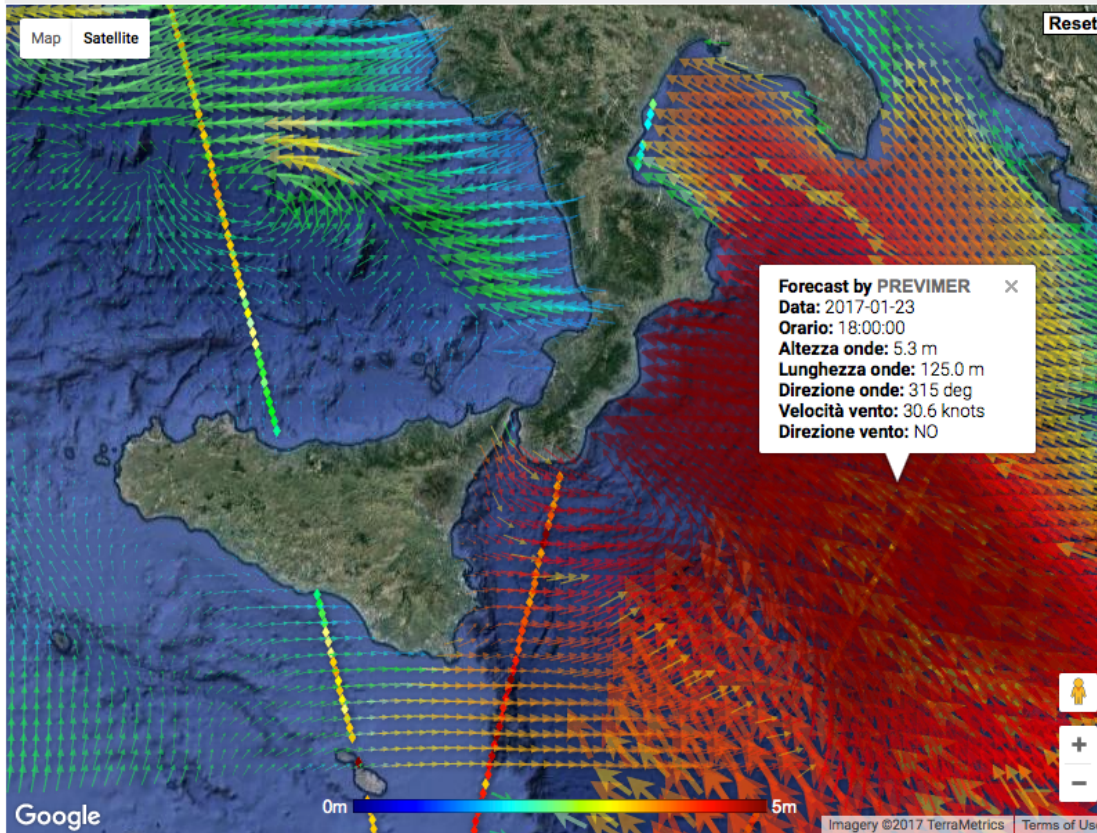 Map Satellite
Reset
Forecast by PREVIMER ×
Data: 2017-01-23
Orario: 18:00:00
Altezza onde: 5.3 m
Lunghezza onde: 125.0 m
Direzione onde: 315 deg
Velocità vento: 30.6 knots
Direzione vento: NO
+
−
0m 5m
Google
Imagery ©2017 TerraMetrics Terms of Use